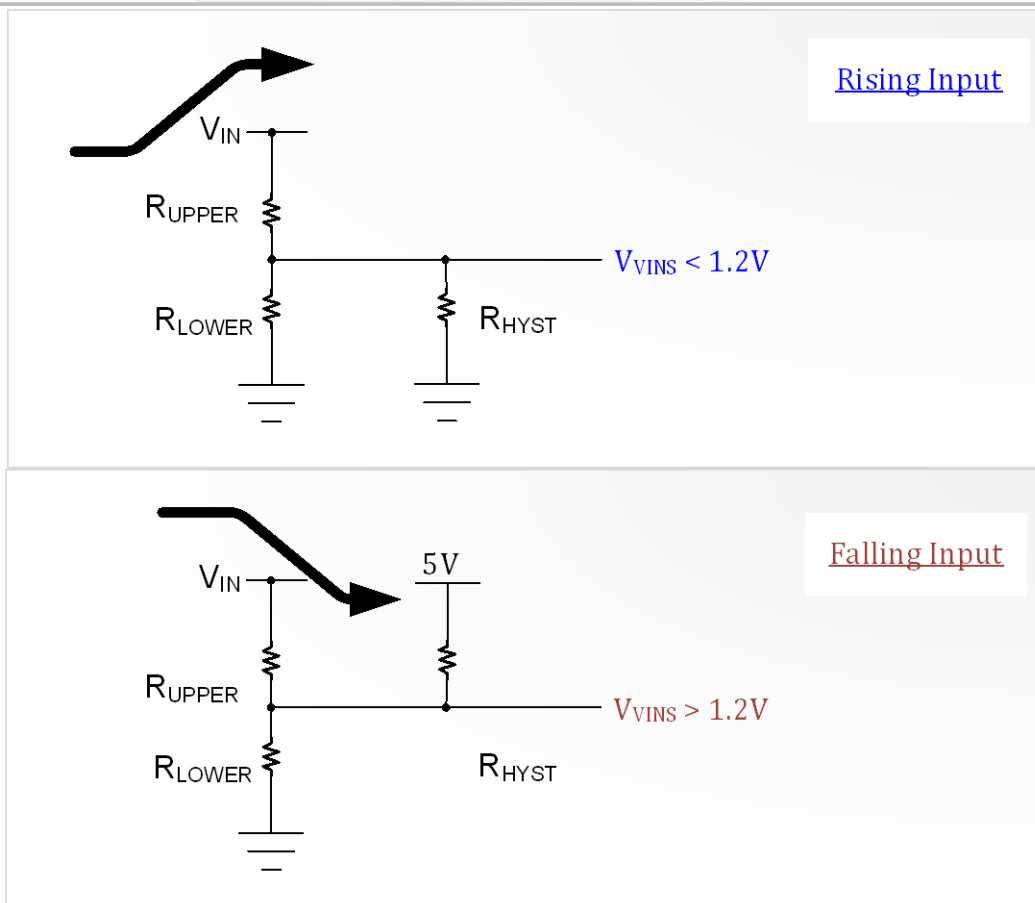 Rising Input
VIN
RUPPER
VVINS < 1.2V
RLOWER
RHYST
Falling Input
5V
VIN
RUPPER
VVINS > 1.2V
RLOWER
RHYST